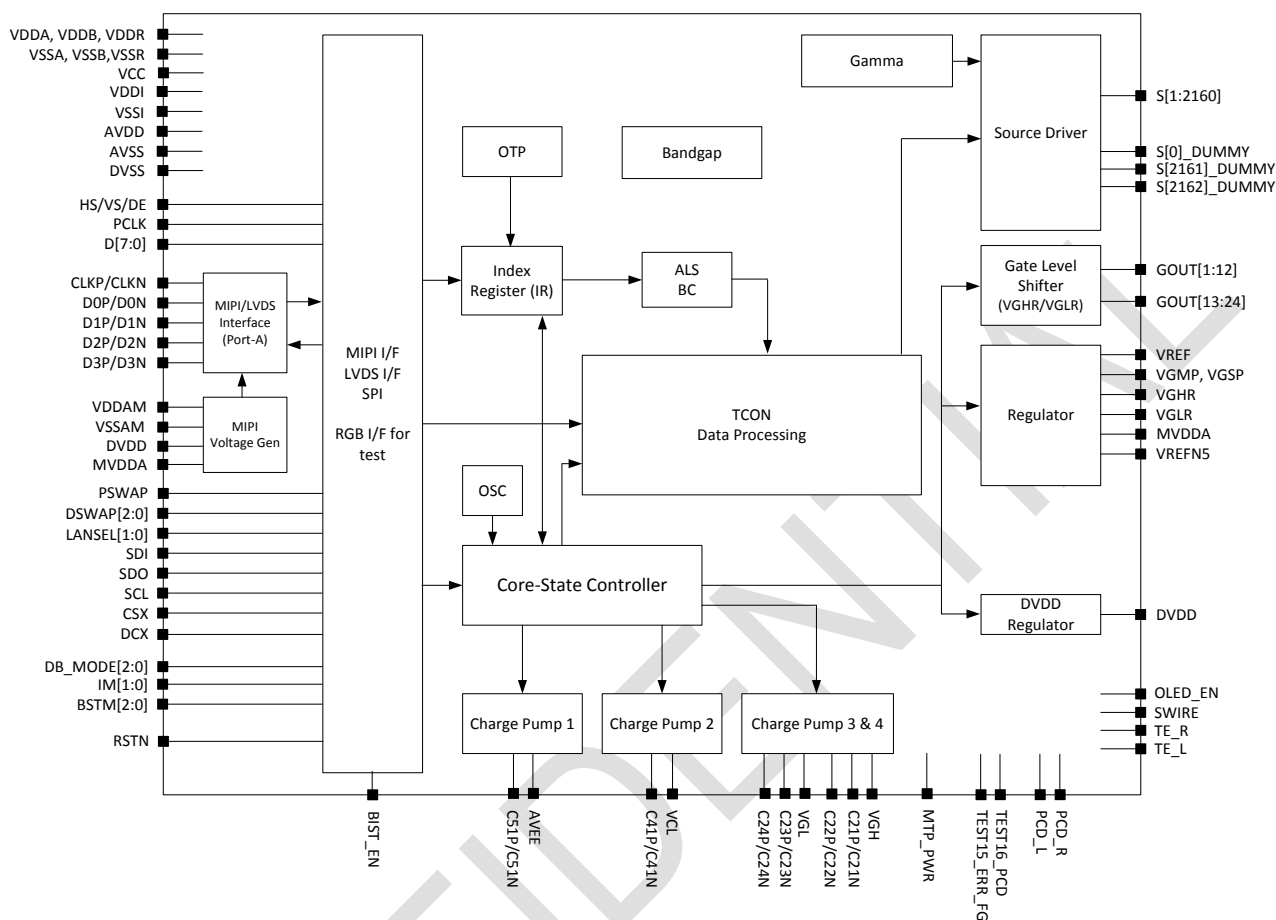 VDDA, VDDB, VDDR
VSSA, VSSB,VSSR
VCC
VDDI
VSSI
AVDD
AVSS
DVSS
HS/VS/DE
PCLK
D[7:0]
CLKP/CLKN
D0P/D0N
D1P/D1N
D2P/D2N
D3P/D3N
VDDAM
VSSAM
DVDD
MVDDA
PSWAP
DSWAP[2:0]
LANSEL[1:0]
SDI
SDO
SCL
CSX
DCX
DB_MODE[2:0]
IM[1:0]
BSTM[2:0]
RSTN
MIPI/LVDS
Interface
(Port-A)
MIPI
Voltage Gen
MIPI I/F
LVDS I/F
SPI
RGB I/F for
test
OTP
Bandgap
Gamma
Index
Register (IR)
ALS
BC
TCON
Data Processing
OSC
Core-State Controller
Charge Pump 1
Charge Pump 2
Charge Pump 3 & 4
Source Driver
Gate Level
Shifter
(VGHR/VGLR)
Regulator
DVDD
Regulator
S[1:2160]
S[0]_DUMMY
S[2161]_DUMMY
S[2162]_DUMMY
GOUT[1:12]
GOUT[13:24]
VREF
VGMP, VGSP
VGHR
VGLR
MVDDA
VREFN5
DVDD
OLED_EN
SWIRE
TE_R
TE_L
BIST_EN
C51P/C51N
AVEE
C41P/C41N
VCL
C24P/C24N
C23P/C23N
VGL
C22P/C22N
C21P/C21N
VGH
MTP_PWR
TEST15_ERR_FG
TEST16_PCD
PCD_L
PCD_R
FIDENTIAL